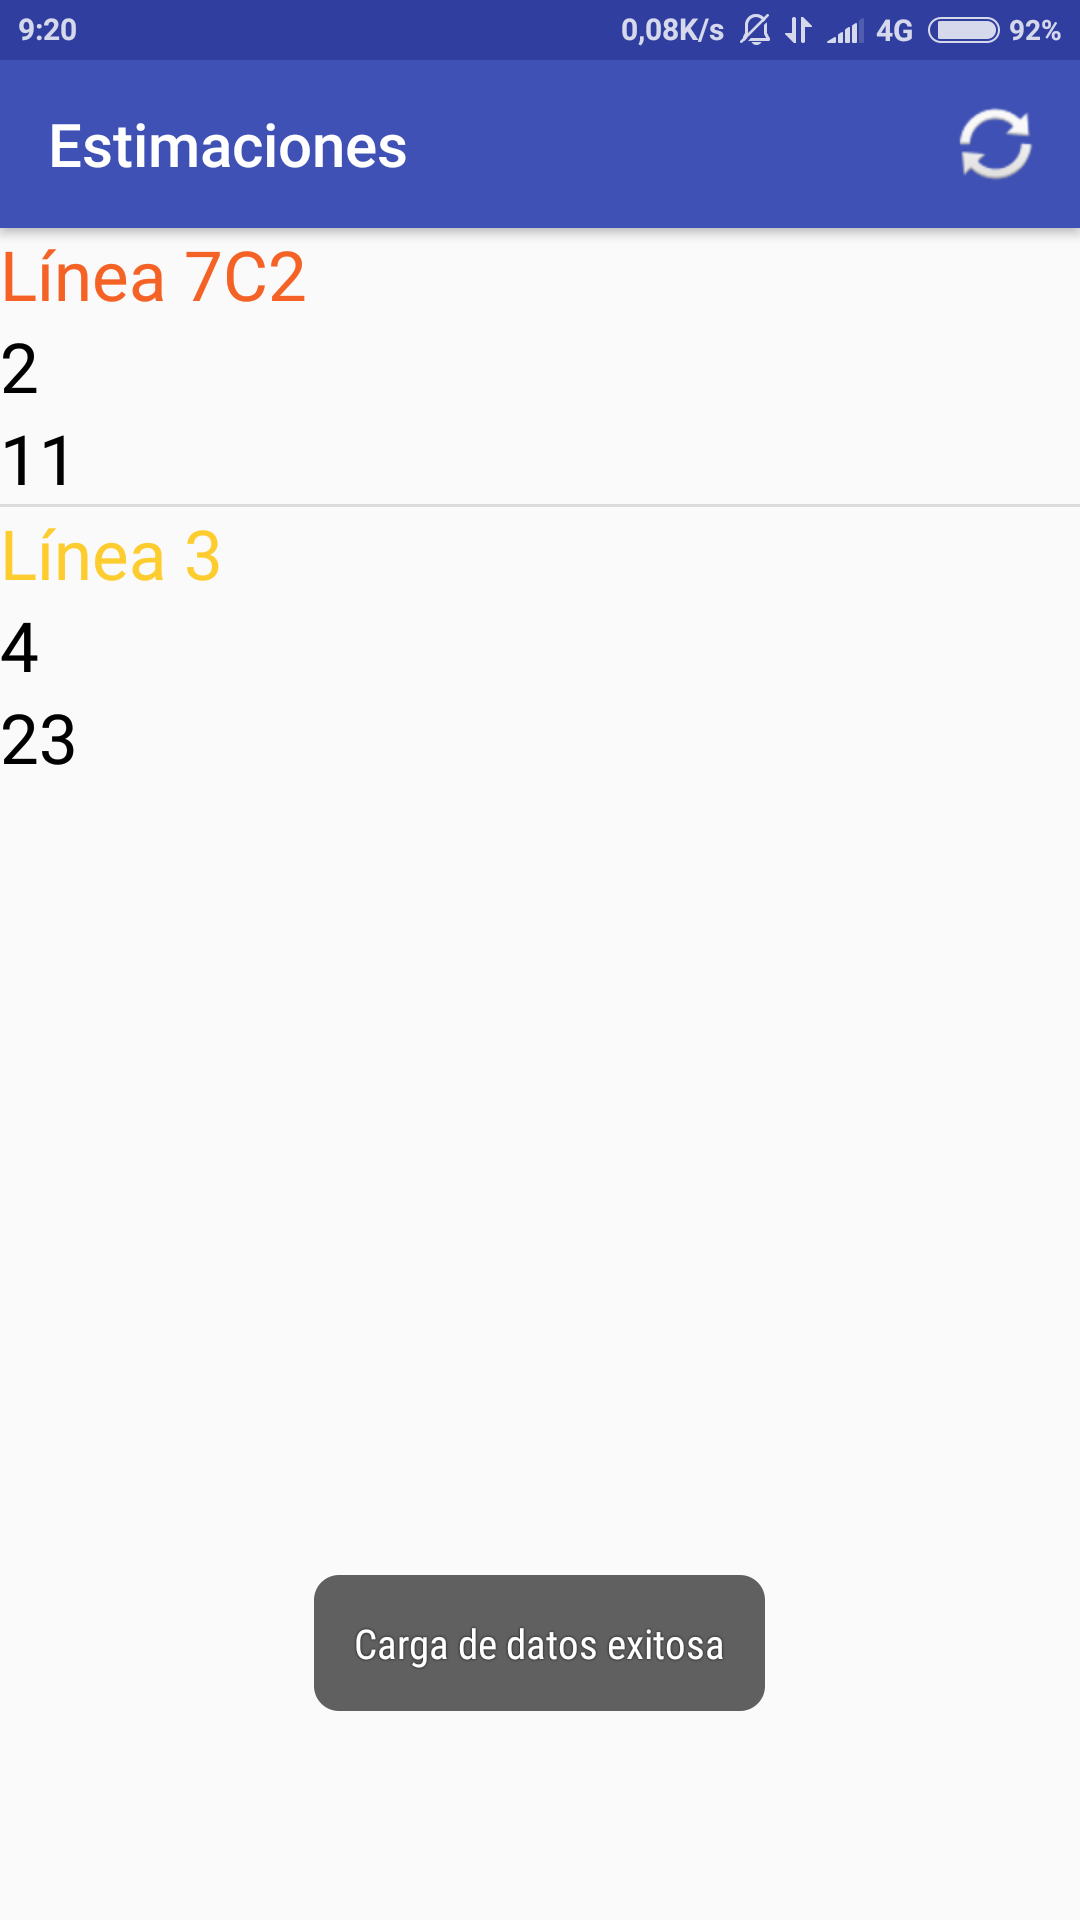 9:20 0,08K/s 4G 92%
Estimaciones
Línea 7C2
2
11
Línea 3
4
23
Carga de datos exitosa